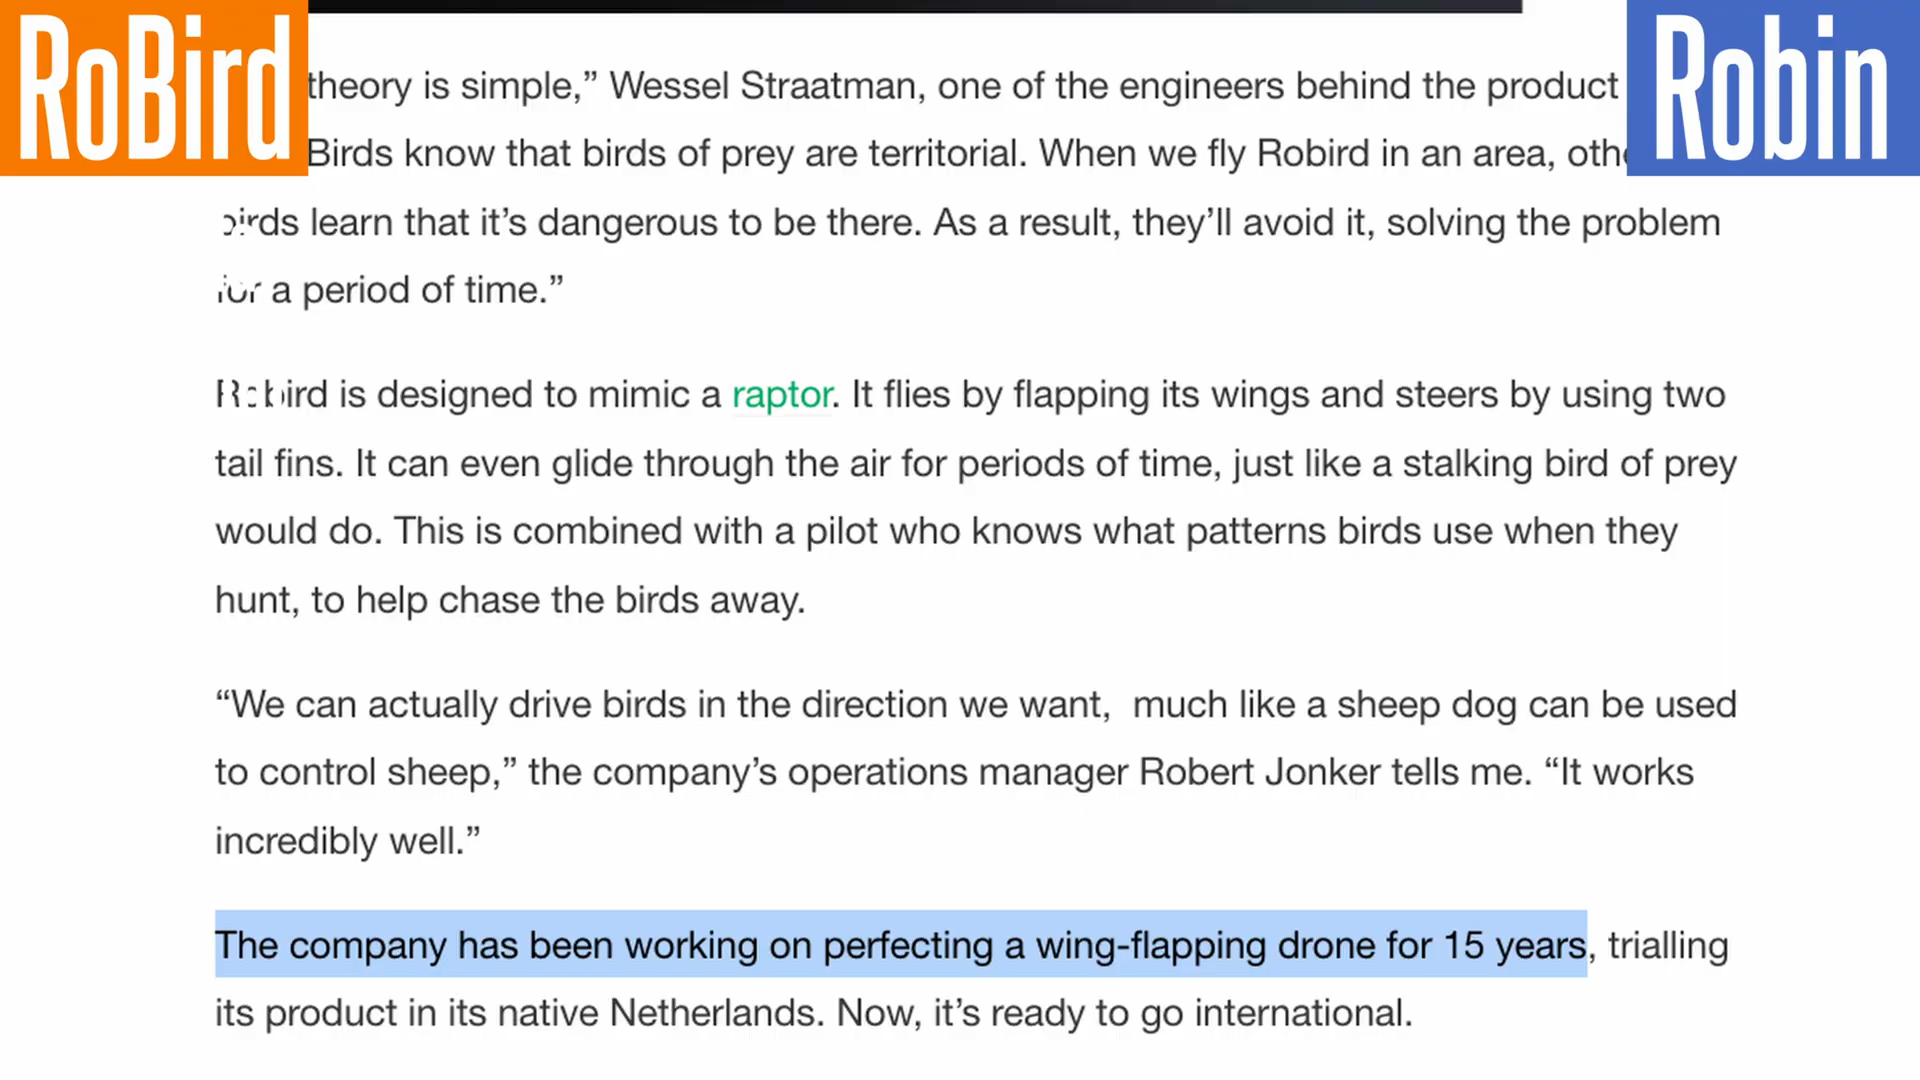 RoBird
Robin
theory is simple,” Wessel Straatman, one of the engineers behind the product
Birds know that birds of prey are territorial. When we fly Robird in an area,
birds learn that it’s dangerous to be there. As a result, they’ll avoid it, solving the problem
for a period of time.”
Robird is designed to mimic a raptor. It flies by flapping its wings and steers by using two
tail fins. It can even glide through the air for periods of time, just like a stalking bird of prey
would do. This is combined with a pilot who knows what patterns birds use when they
hunt, to help chase the birds away.
“We can actually drive birds in the direction we want, much like a sheep dog can be used
to control sheep,” the company’s operations manager Robert Jonker tells me. “It works
incredibly well.”
The company has been working on perfecting a wing-flapping drone for 15 years, trialling
its product in its native Netherlands. Now, it’s ready to go international.